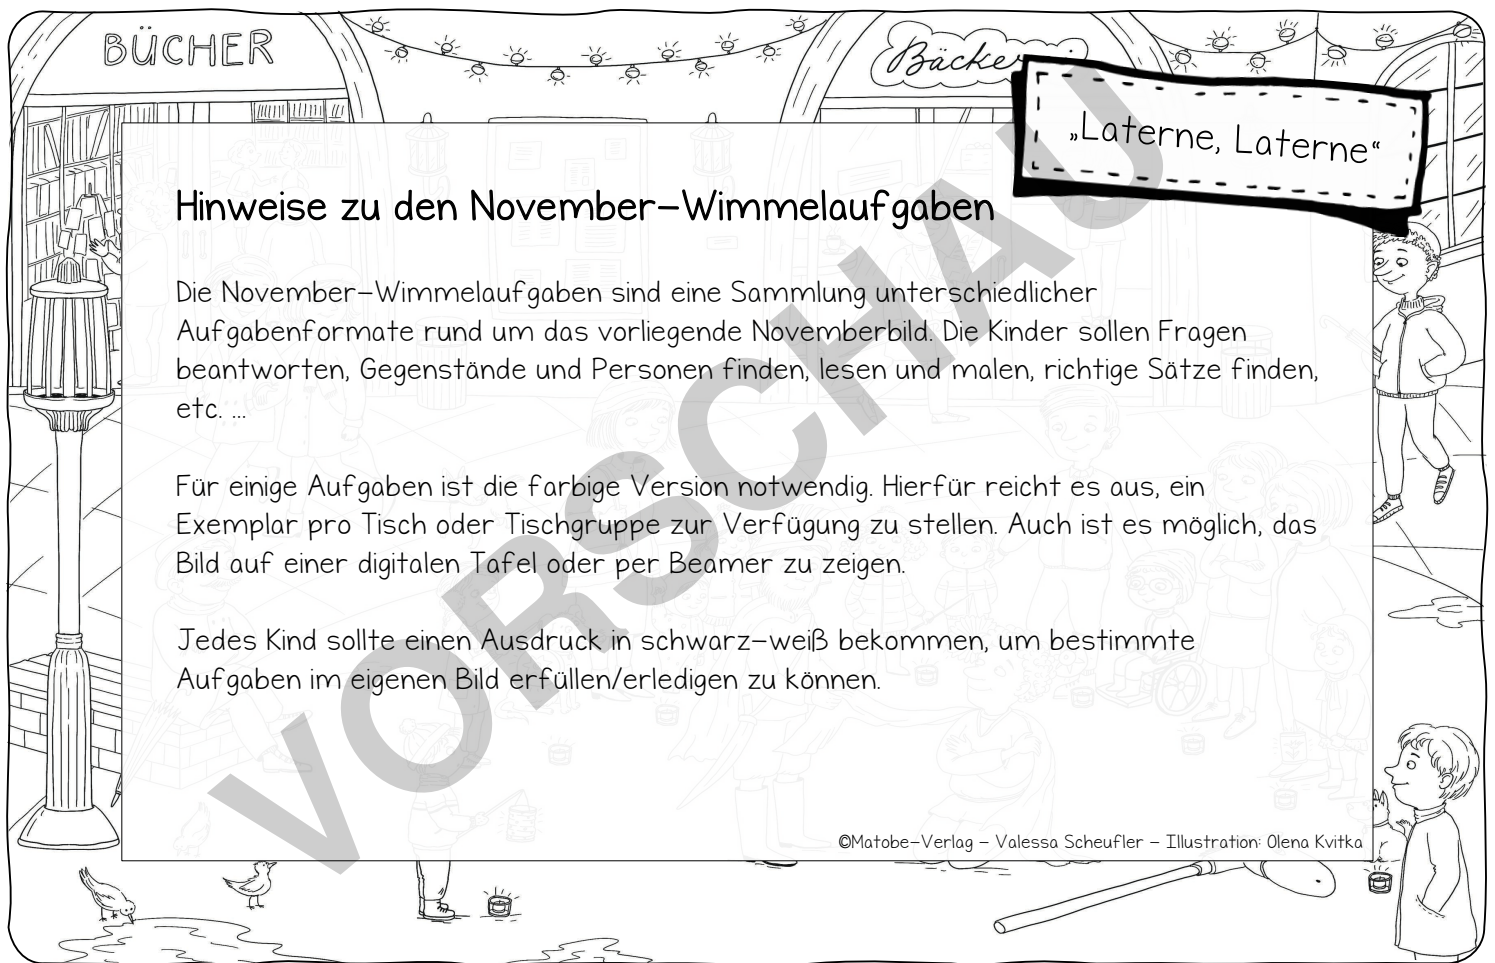 BÜCHER
Bäcke
„Laterne, Laterne“
Hinweise zu den November-Wimmelaufgaben
Die November-Wimmelaufgaben sind eine Sammlung unterschiedlicher
Aufgabenformate rund um das vorliegende Novemberbild. Die Kinder sollen Fragen
beantworten, Gegenstände und Personen finden, lesen und malen, richtige Sätze finden,
etc. ...
Für einige Aufgaben ist die farbige Version notwendig. Hierfür reicht es aus, ein
Exemplar pro Tisch oder Tischgruppe zur Verfügung zu stellen. Auch ist es möglich, das
Bild auf einer digitalen Tafel oder per Beamer zu zeigen.
Jedes Kind sollte einen Ausdruck in schwarz-weiß bekommen, um bestimmte
Aufgaben im eigenen Bild erfüllen/erledigen zu können.
VORSCHAU
©Matobe-Verlag - Valessa Scheufler - Illustration: Olena Kvitka